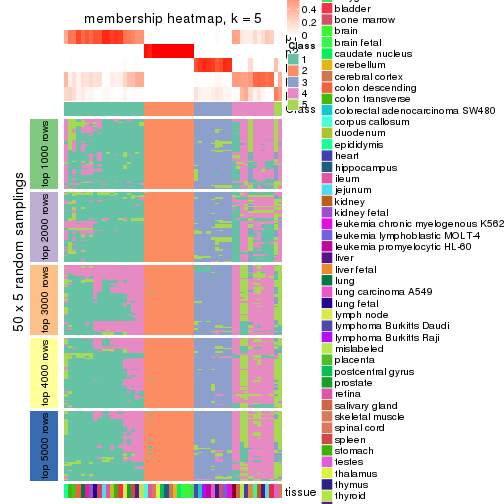 membership heatmap, k = 5
0.4
0.2
0
Class
1
2
3
4
5
Class
50 x 5 random samplings
top 1000 rows
top 2000 rows
top 3000 rows
top 4000 rows
top 5000 rows
tissue
bladder
bone marrow
brain
brain fetal
caudate nucleus
cerebellum
cerebral cortex
colon descending
colon transverse
colorectal adenocarcinoma SW480
corpus callosum
duodenum
epididymis
heart
hippocampus
ileum
jejunum
kidney
kidney fetal
leukemia chronic myelogenous K562
leukemia lymphoblastic MOLT-4
leukemia promyelocytic HL-60
liver
liver fetal
lung
lung carcinoma A549
lung fetal
lymph node
lymphoma Burkitts Daudi
lymphoma Burkitts Raji
mislabeled
placenta
postcentral gyrus
prostate
retina
salivary gland
skeletal muscle
spinal cord
spleen
stomach
testes
thalamus
thymus
thyroid